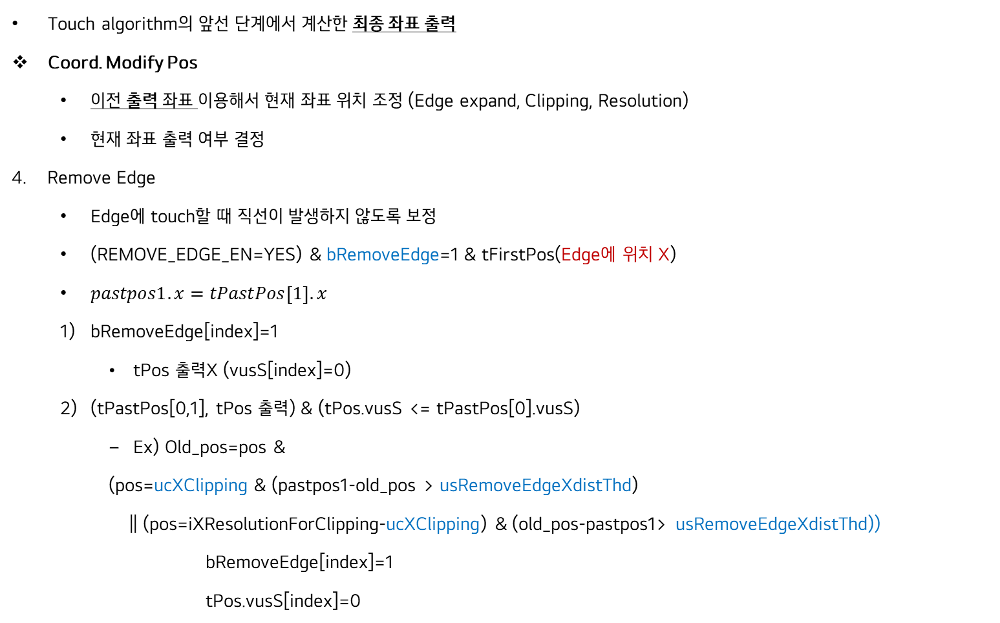 • Touch algorithm의 앞선 단계에서 계산한 최종 좌표 출력
❖ Coord. Modify Pos
• 이전 출력 좌표 이용해서 현재 좌표 위치 조정 (Edge expand, Clipping, Resolution)
• 현재 좌표 출력 여부 결정
4. Remove Edge
• Edge에 touch할 때 직선이 발생하지 않도록 보정
• (REMOVE_EDGE_EN=YES) & bRemoveEdge=1 & tFirstPos(Edge에 위치 X)
• pastpos1.x = tPastPos[1].x
1) bRemoveEdge[index]=1
• tPos 출력X (vusS[index]=0)
2) (tPastPos[0,1], tPos 출력) & (tPos.vusS <= tPastPos[0].vusS)
– Ex) Old_pos=pos &
(pos=ucXClipping & (pastpos1-old_pos > usRemoveEdgeXdistThd)
|| (pos=iXResolutionForClipping-ucXClipping) & (old_pos-pastpos1> usRemoveEdgeXdistThd))
bRemoveEdge[index]=1
tPos.vusS[index]=0